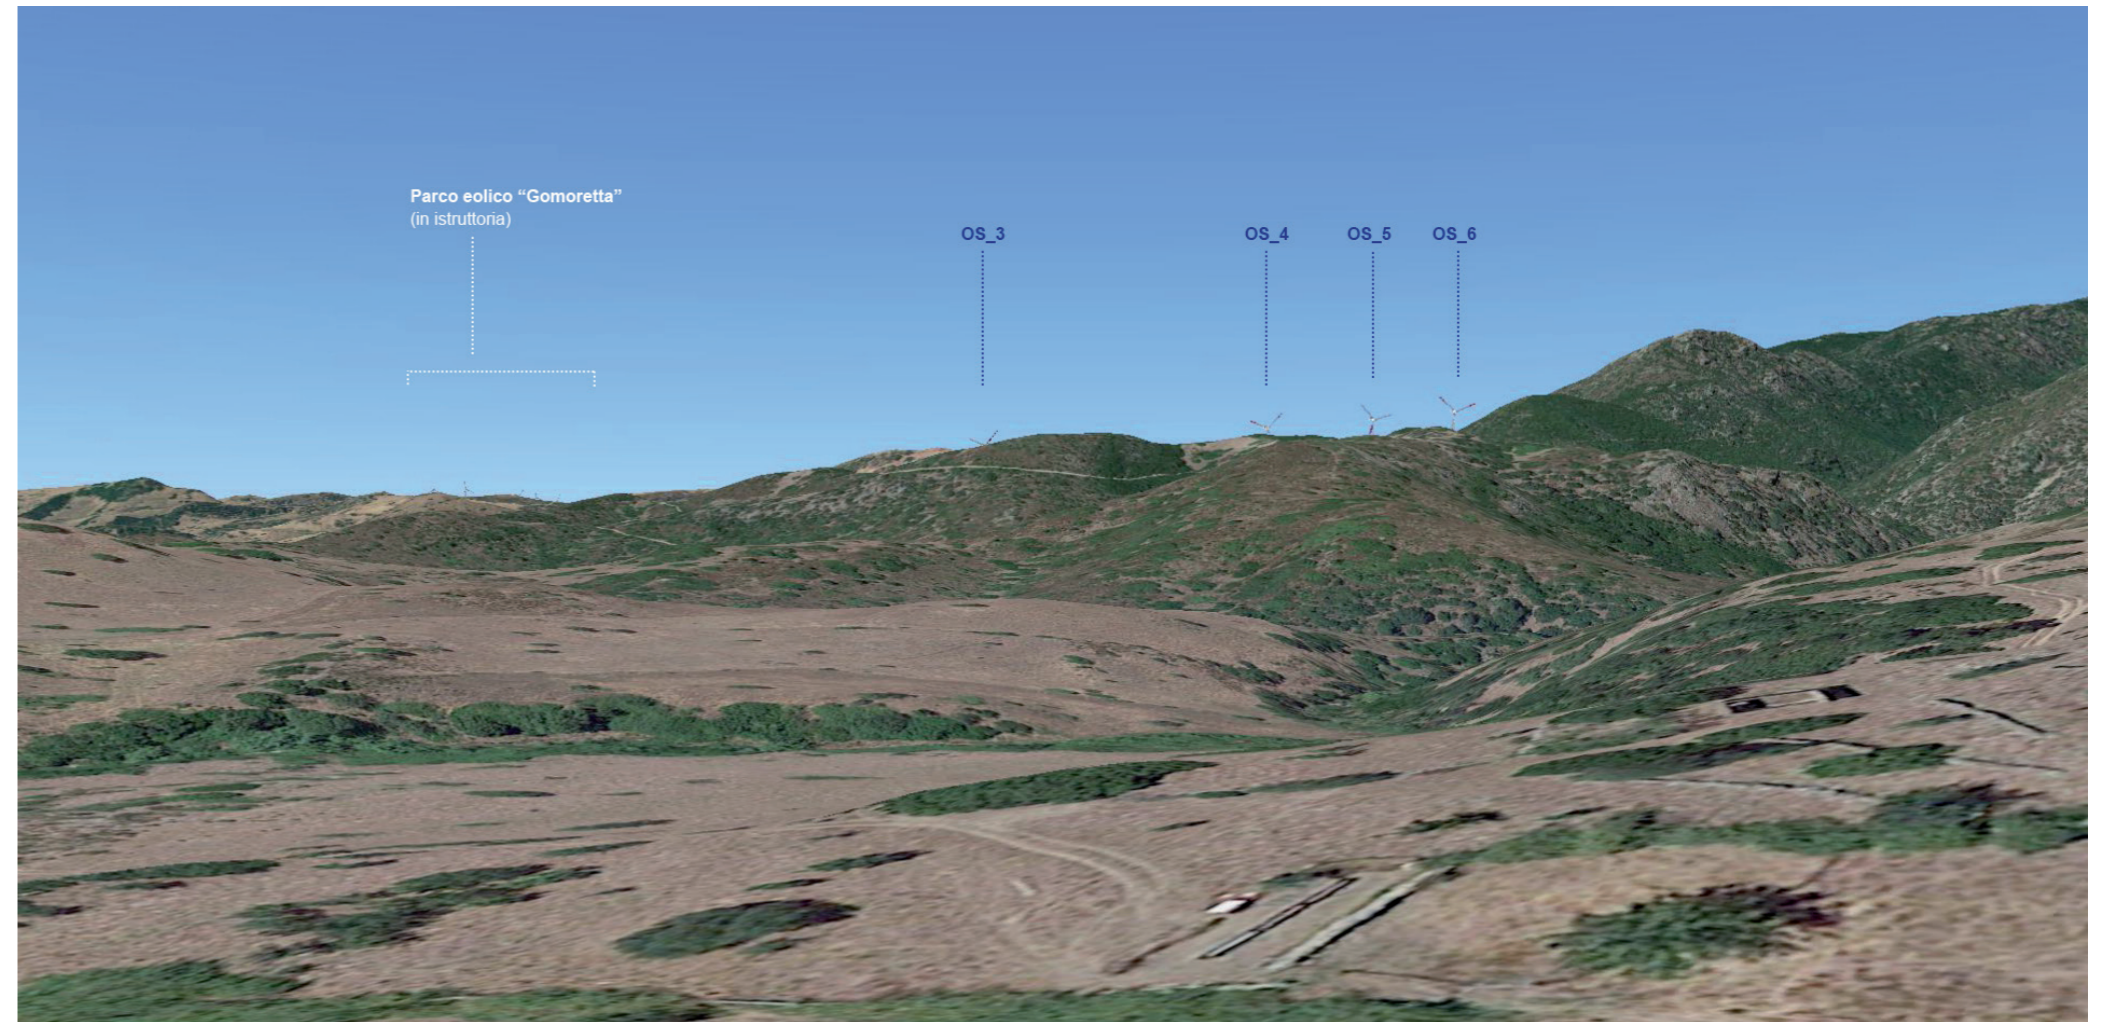 Parco eolico “Gomoretta”
(in istruttoria)
OS_3
OS_4
OS_5
OS_6